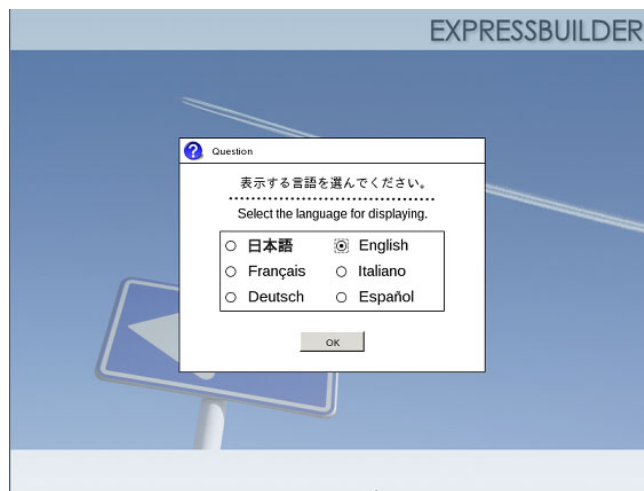 EXPRESSBUILDER
Question
表示する言語を選んでください。
Select the language for displaying.
日本語 English
Français Italiano
Deutsch Español
OK